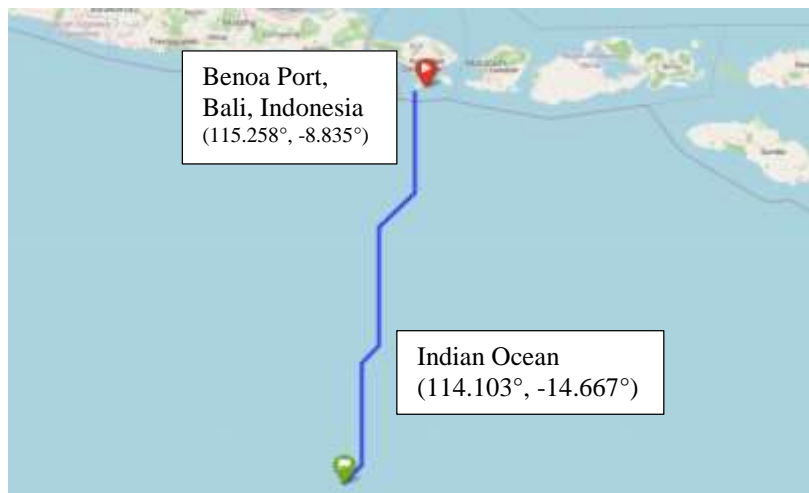 Benoa Port,
Bali, Indonesia
(115.258°, -8.835°)
Indian Ocean
(114.103°, -14.667°)